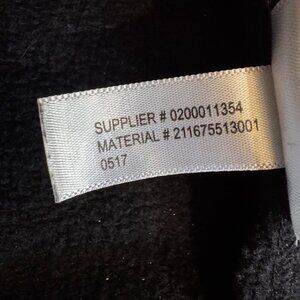 SUPPLIER # 0200011354
MATERIAL # 211675513001
0517